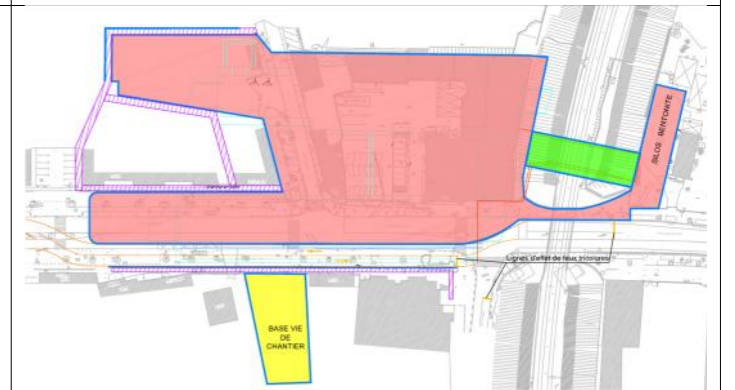 SILOS BENTONITE
Lignes d'effet de feux tricolores
BASE VIE
DE
CHANTIER